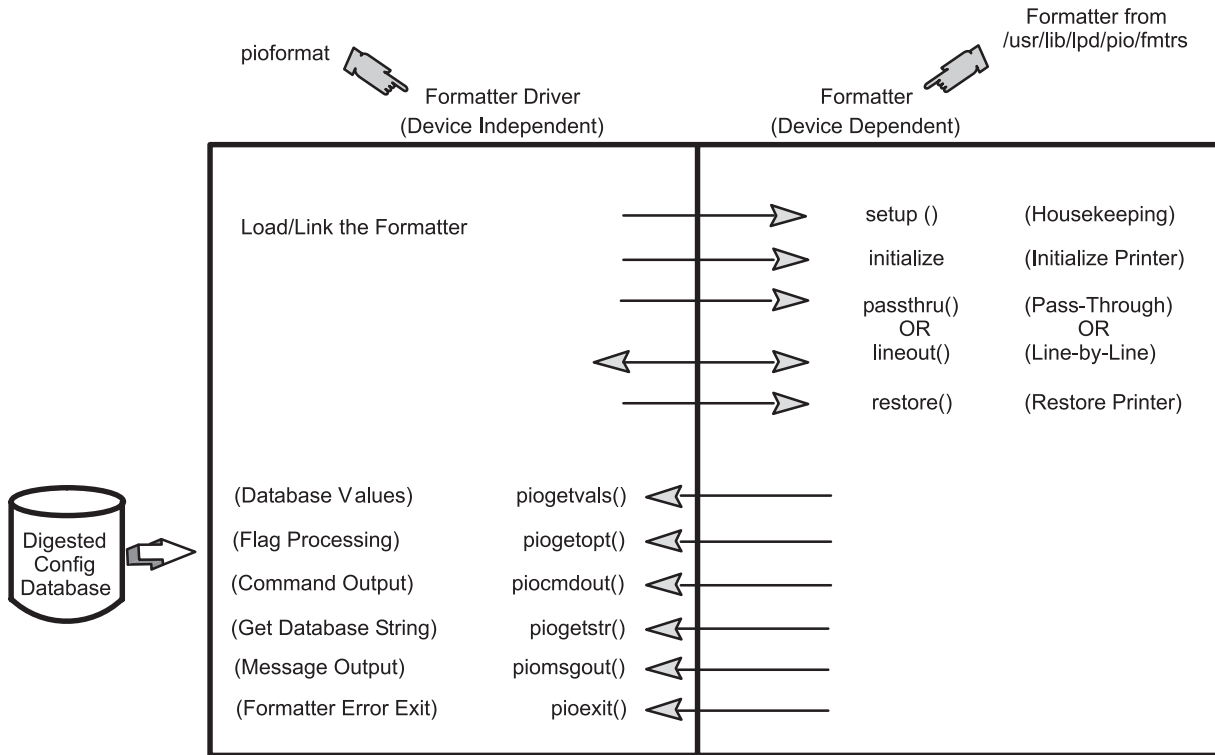 pioformat
Formatter from
/usr/lib/lpd/pio/fmtrs
Formatter Driver
(Device Independent)
Formatter
(Device Dependent)
Load/Link the Formatter
setup () (Housekeeping)
initialize (Initialize Printer)
passthru() (Pass-Through)
OR OR
lineout() (Line-by-Line)
restore() (Restore Printer)
Digested
Config
Database
(Database Values) piogetvals()
(Flag Processing) piogetopt()
(Command Output) piocmdout()
(Get Database String) piogetstr()
(Message Output) piomsgout()
(Formatter Error Exit) pioexit()